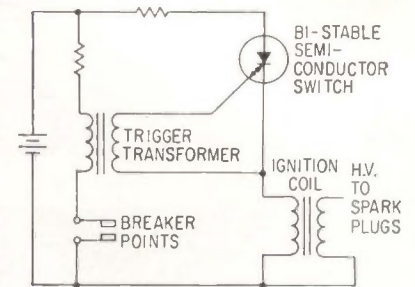 BI-STABLE
SEMI-
CONDUCTOR
SWITCH
TRIGGER
TRANSFORMER
IGNITION
COIL
H.V.
TO
SPARK
PLUGS
BREAKER
POINTS